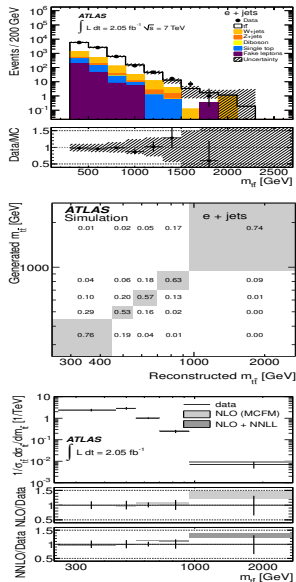 e + jets
ATLAS
∫ L dt = 2.05 fb⁻¹ √s = 7 TeV
Data
tt̄
W+jets
Z+jets
Diboson
Single top
Fake leptons
Uncertainty
Events / 200 GeV
10⁶
10⁵
10⁴
10³
10²
10
1
10⁻¹
Data/MC
1.5
1
0.5
500 1000 1500 2000 2500
m_tt̄ [GeV]
ATLAS
Simulation
e + jets
Generated m_tt̄ [GeV]
1000
0.01 0.02 0.05 0.17 0.74
0.04 0.06 0.18 0.63 0.09
0.10 0.20 0.57 0.13 0.01
0.29 0.53 0.16 0.02 0.00
0.76 0.19 0.04 0.01 0.00
300 400 1000 2000
Reconstructed m_tt̄ [GeV]
1/σ_tt̄ dσ_tt̄/dm_tt̄ [1/TeV]
10
1
10⁻¹
10⁻²
10⁻³
data
NLO (MCFM)
NLO + NNLL
ATLAS
∫ L dt = 2.05 fb⁻¹
NLO/Data
1.5
1
0.5
NNLO/Data
1.5
1
0.5
300 1000 2000
m_tt̄ [GeV]